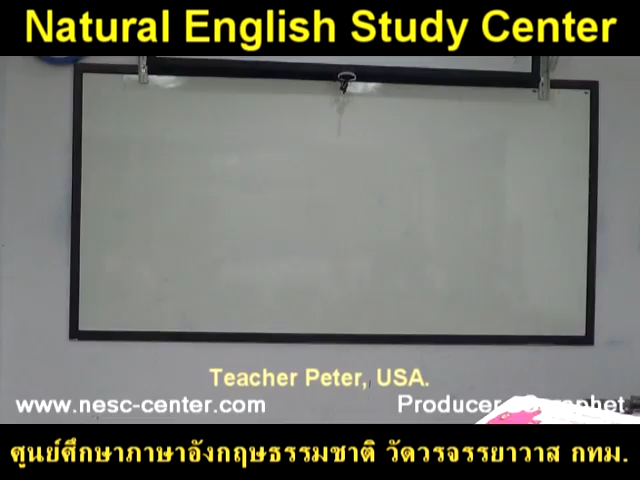 Natural English Study Center
Teacher Peter, USA.
www.nesc-center.com
Producer
ศูนย์ศึกษาภาษาอังกฤษธรรมชาติ วัดวรจรรยาวาส กทม.